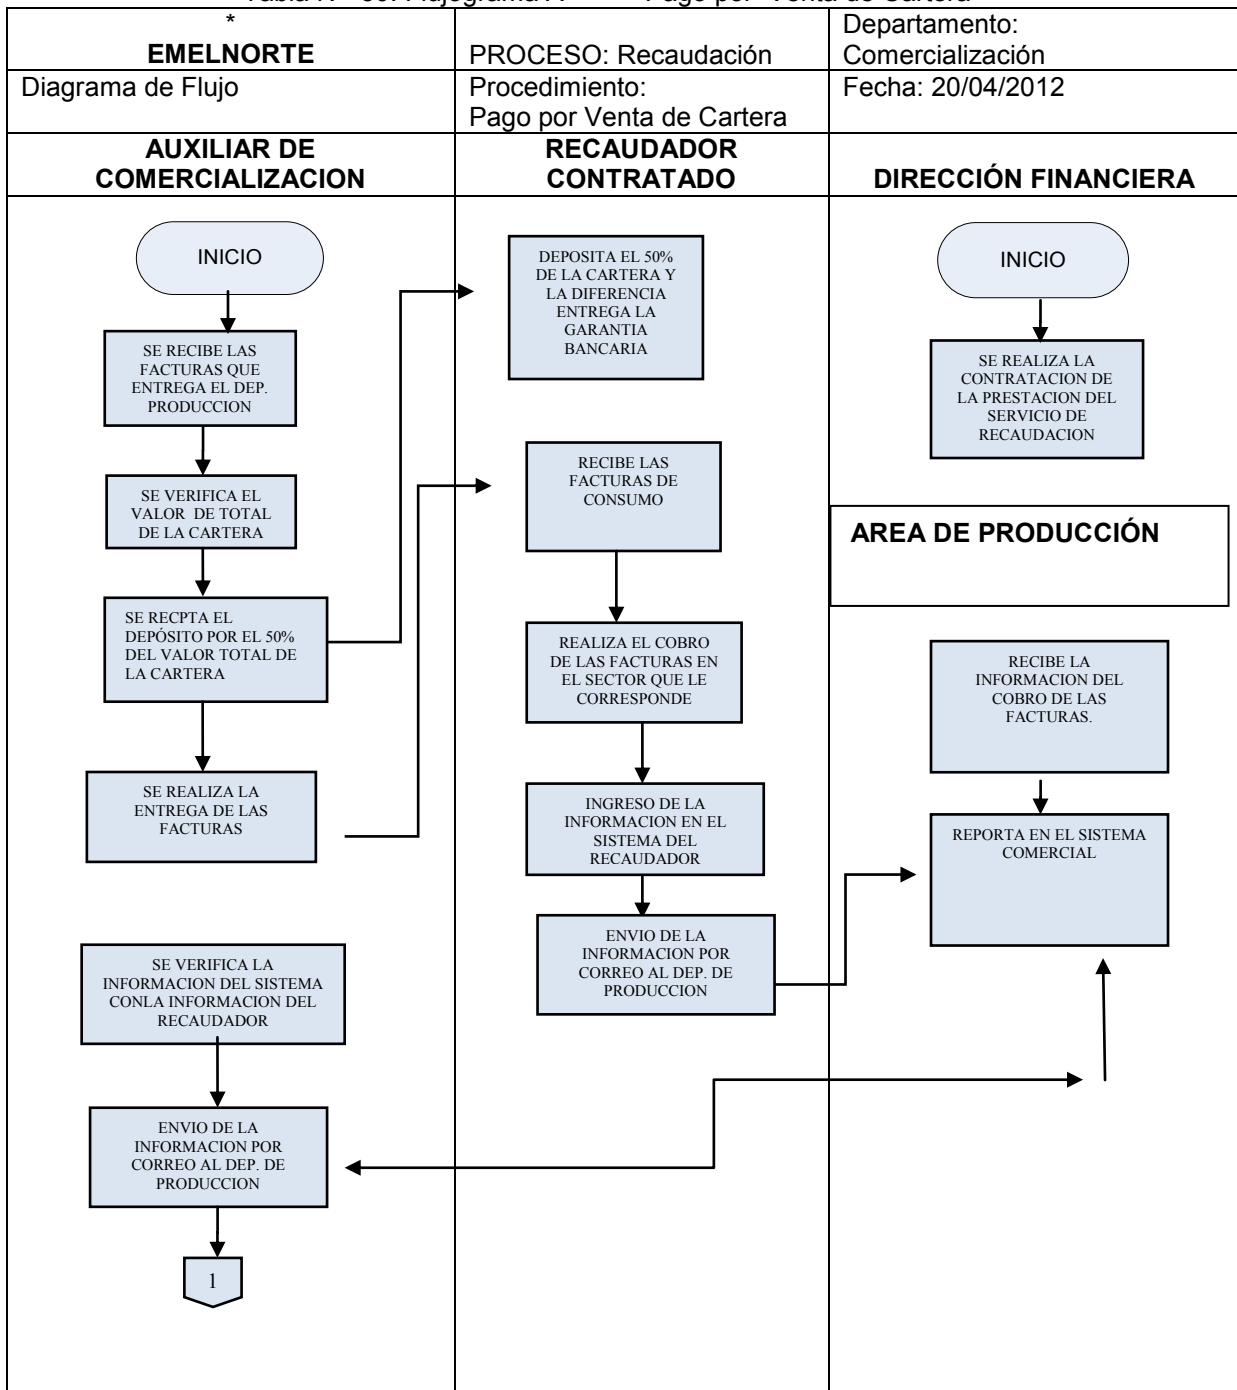 *
EMELNORTE
PROCESO: Recaudación
Departamento:
Comercialización
Diagrama de Flujo
Procedimiento:
Pago por Venta de Cartera
Fecha: 20/04/2012
AUXILIAR DE
COMERCIALIZACION
RECAUDADOR
CONTRATADO
DIRECCIÓN FINANCIERA
INICIO
SE RECIBE LAS
FACTURAS QUE
ENTREGA EL DEP.
PRODUCCION
SE VERIFICA EL
VALOR DE TOTAL
DE LA CARTERA
SE RECPTA EL
DEPÓSITO POR EL 50%
DEL VALOR TOTAL DE
LA CARTERA
SE REALIZA LA
ENTREGA DE LAS
FACTURAS
SE VERIFICA LA
INFORMACION DEL SISTEMA
CONLA INFORMACION DEL
RECAUDADOR
ENVIO DE LA
INFORMACION POR
CORREO AL DEP. DE
PRODUCCION
1
DEPOSITA EL 50%
DE LA CARTERA Y
LA DIFERENCIA
ENTREGA LA
GARANTIA
BANCARIA
RECIBE LAS
FACTURAS DE
CONSUMO
REALIZA EL COBRO
DE LAS FACTURAS EN
EL SECTOR QUE LE
CORRESPONDE
INGRESO DE LA
INFORMACION EN EL
SISTEMA DEL
RECAUDADOR
ENVIO DE LA
INFORMACION POR
CORREO AL DEP. DE
PRODUCCION
INICIO
SE REALIZA LA
CONTRATACION DE
LA PRESTACION DEL
SERVICIO DE
RECAUDACION
AREA DE PRODUCCIÓN
RECIBE LA
INFORMACION DEL
COBRO DE LAS
FACTURAS.
REPORTA EN EL SISTEMA
COMERCIAL